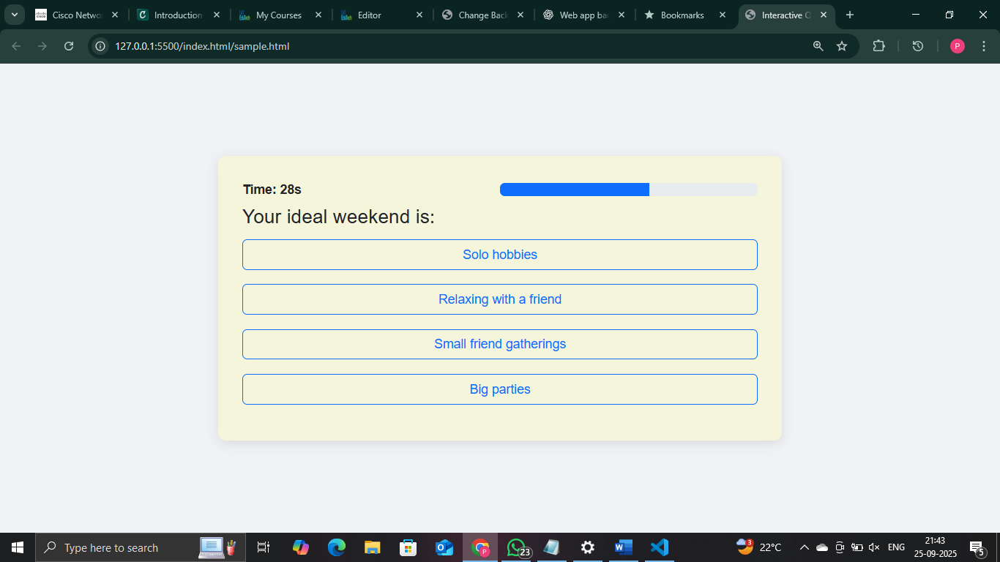 Cisco Netwo
Introduction
My Courses
Editor
Change Back
Web app bac
Bookmarks
Interactive Q
127.0.0.1:5500/index.html/sample.html
P
Time: 28s
Your ideal weekend is:
Solo hobbies
Relaxing with a friend
Small friend gatherings
Big parties
Type here to search
P
23
W
3
22°C
ENG
21:43
25-09-2025
5